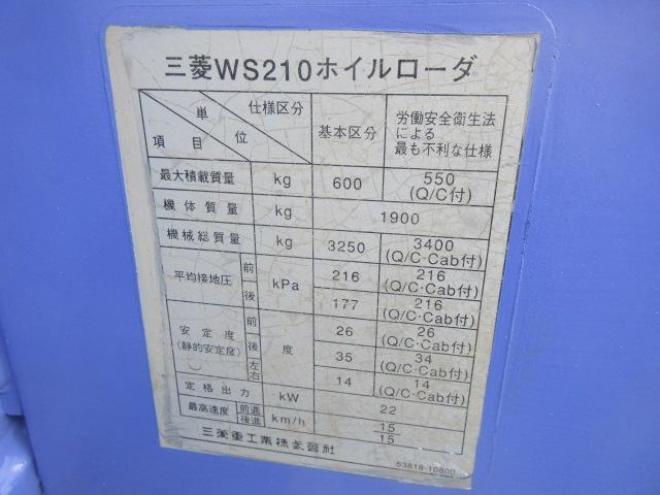 三菱WS210ホイルローダ
単位 仕様区分 項目 基本区分 労働安全衛生法
による
最も不利な仕様
最大積載質量 kg 600 550
(Q/C付)
機体質量 kg 1900
機械総質量 kg 3250 3400
(Q/C·Cab付)
平均接地圧 前 kPa 216 216
(Q/C·Cab付)
後 177 216
(Q/C·Cab付)
安定度
(静的安定度) 前 度 26 26
(Q/C·Cab付)
後 35 34
(Q/C·Cab付)
左右 14 14
(Q/C·Cab付)
定格出力 kW 22
最高速度 前進 km/h 15
後進 15
三菱重工業株式会社
53818-10600